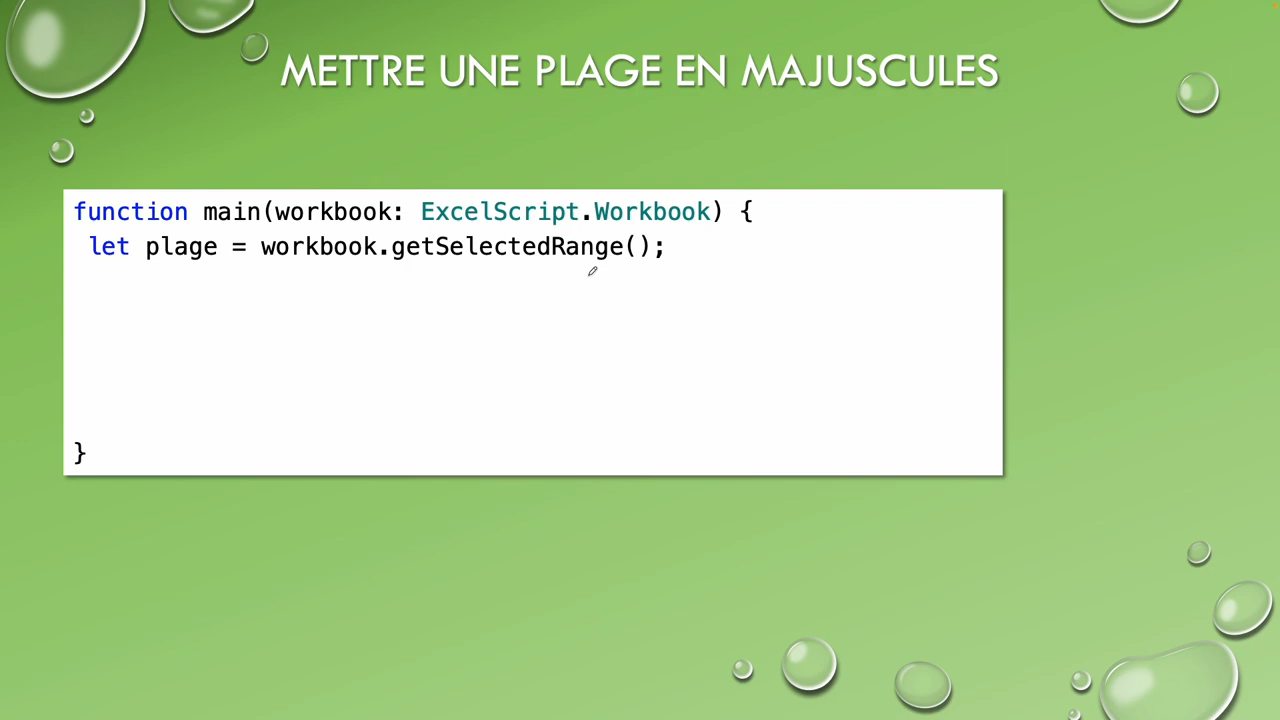 METTRE UNE PLAGE EN MAJUSCULES
function main(workbook: ExcelScript.Workbook) {
let plage = workbook.getSelectedRange();
}